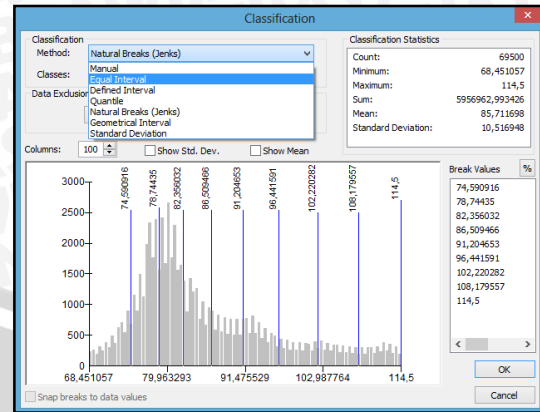 Classification
Classification
Method: Natural Breaks (Jenks)
Classes:
Manual
Equal Interval
Defined Interval
Quantile
Natural Breaks (Jenks)
Geometrical Interval
Standard Deviation
Data Exclusion
Classification Statistics
Count: 69500
Minimum: 68,451057
Maximum: 114,5
Sum: 5956962,993426
Mean: 85,711698
Standard Deviation: 10,516948
Columns: 100 Show Std. Dev. Show Mean
3000
2500
2000
1500
1000
500
0
74,590916
78,74435
82,356032
86,509466
91,204653
96,441591
102,220282
108,179557
114,5
68,451057 79,963293 91,475529 102,987764 114,5
Break Values %
74,590916
78,74435
82,356032
86,509466
91,204653
96,441591
102,220282
108,179557
114,5
Snap breaks to data values
OK
Cancel